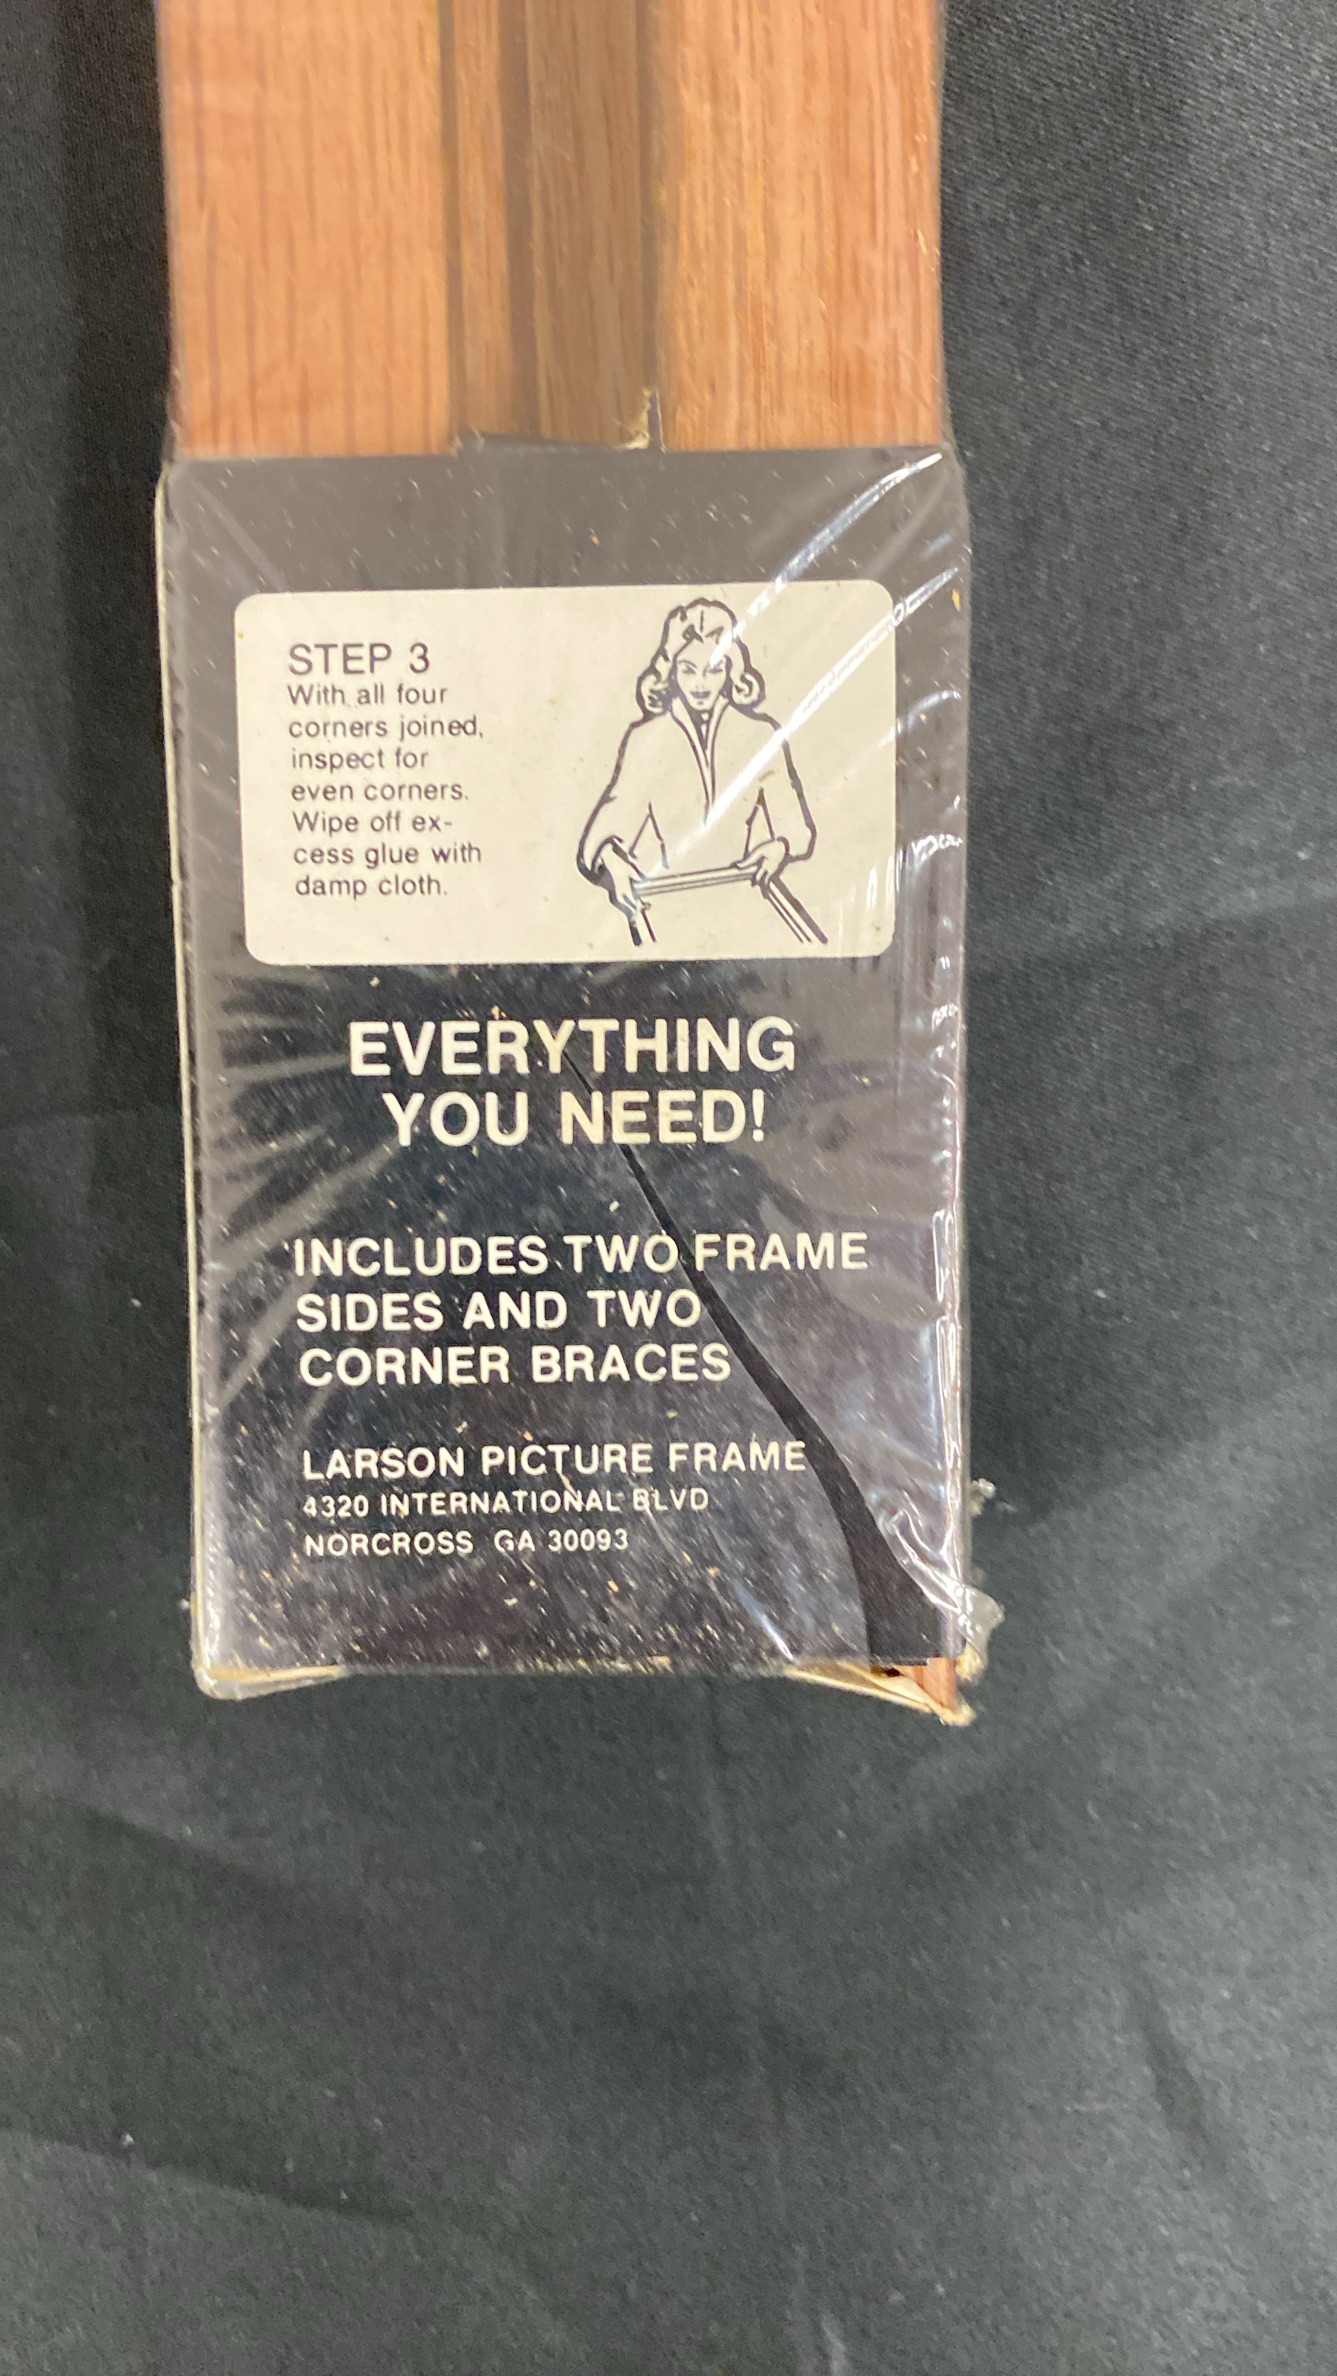 STEP 3
With all four
corners joined,
inspect for
even corners.
Wipe off ex-
cess glue with
damp cloth.
EVERYTHING
YOU NEED!
INCLUDES TWO FRAME
SIDES AND TWO
CORNER BRACES
LARSON PICTURE FRAME
4320 INTERNATIONAL BLVD
NORCROSS GA 30093